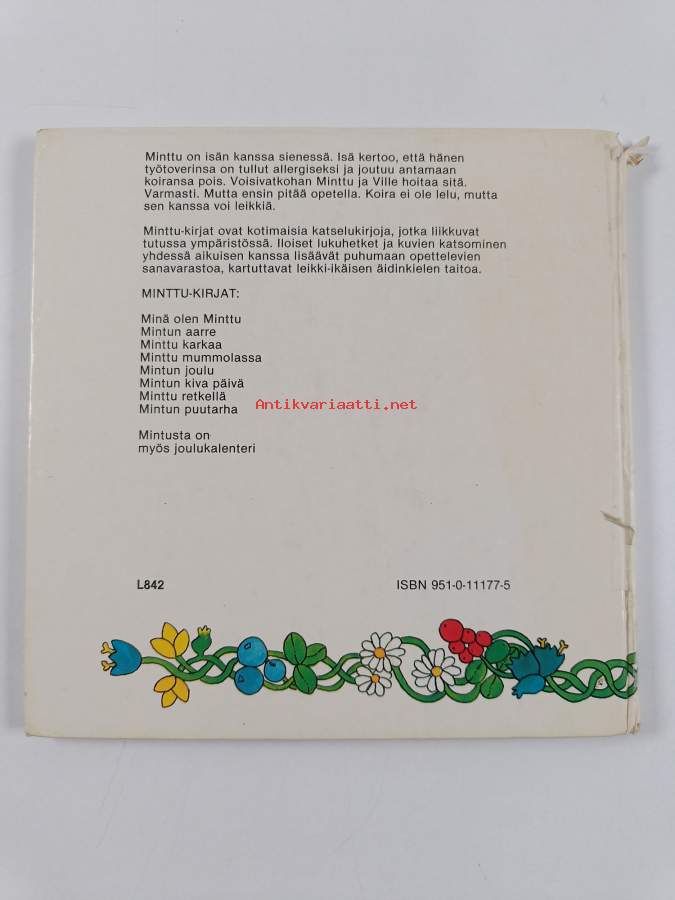 Minttu on isän kanssa sienessä. Isä kertoo, että hänen
työtoverinsa on tullut allergiseksi ja joutuu antamaan
koiransa pois. Voisivatkohan Minttu ja Ville hoitaa sitä.
Varmasti. Mutta ensin pitää opetella. Koira ei ole lelu, mutta
sen kanssa voi leikkiä.
Minttu-kirjat ovat kotimaisia katselukirjoja, jotka liikkuvat
tutussa ympäristössä. Iloiset lukuhetket ja kuvien katsominen
yhdessä aikuisen kanssa lisäävät puhumaan opettelevien
sanavarastoa, kartuttavat leikki-ikäisen äidinkielen taitoa.
MINTTU-KIRJAT:
Minä olen Minttu
Mintun aarre
Minttu karkaa
Minttu mummolassa
Mintun joulu
Mintun kiva päivä
Minttu retkellä
Mintun puutarha
Antikvariaatti.net
Mintusta on
myös joulukalenteri
L842
ISBN 951-0-11177-5